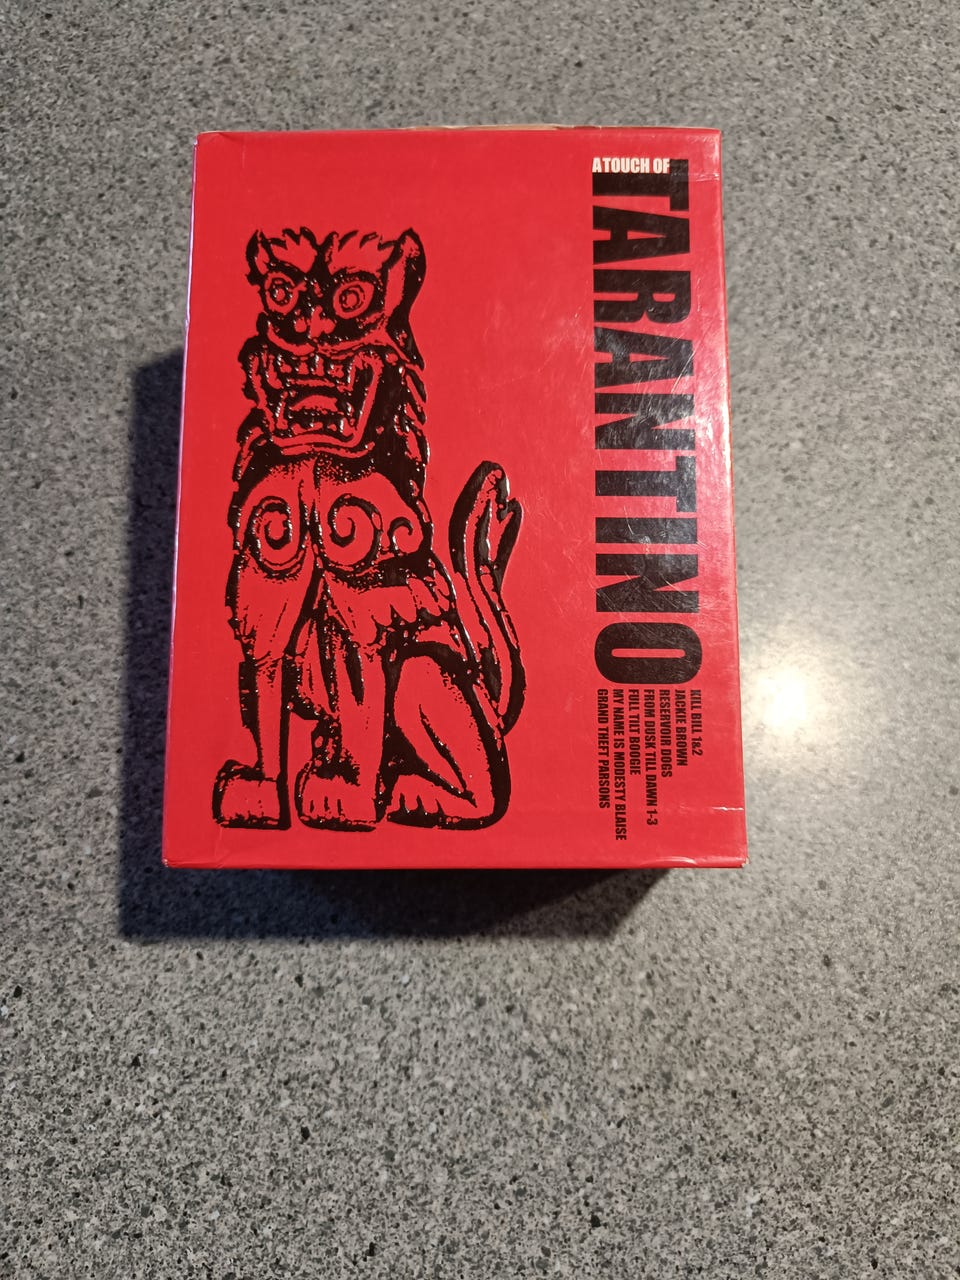 A TOUCH OF
TARANTINO
KILL BILL 1&2
JACKIE BROWN
RESERVOIR DOGS
FROM DUSK TILL DAWN 1-3
FULL TILT BOOGIE
MY NAME IS MODESTY BLAISE
GRAND THEFT PARSONS